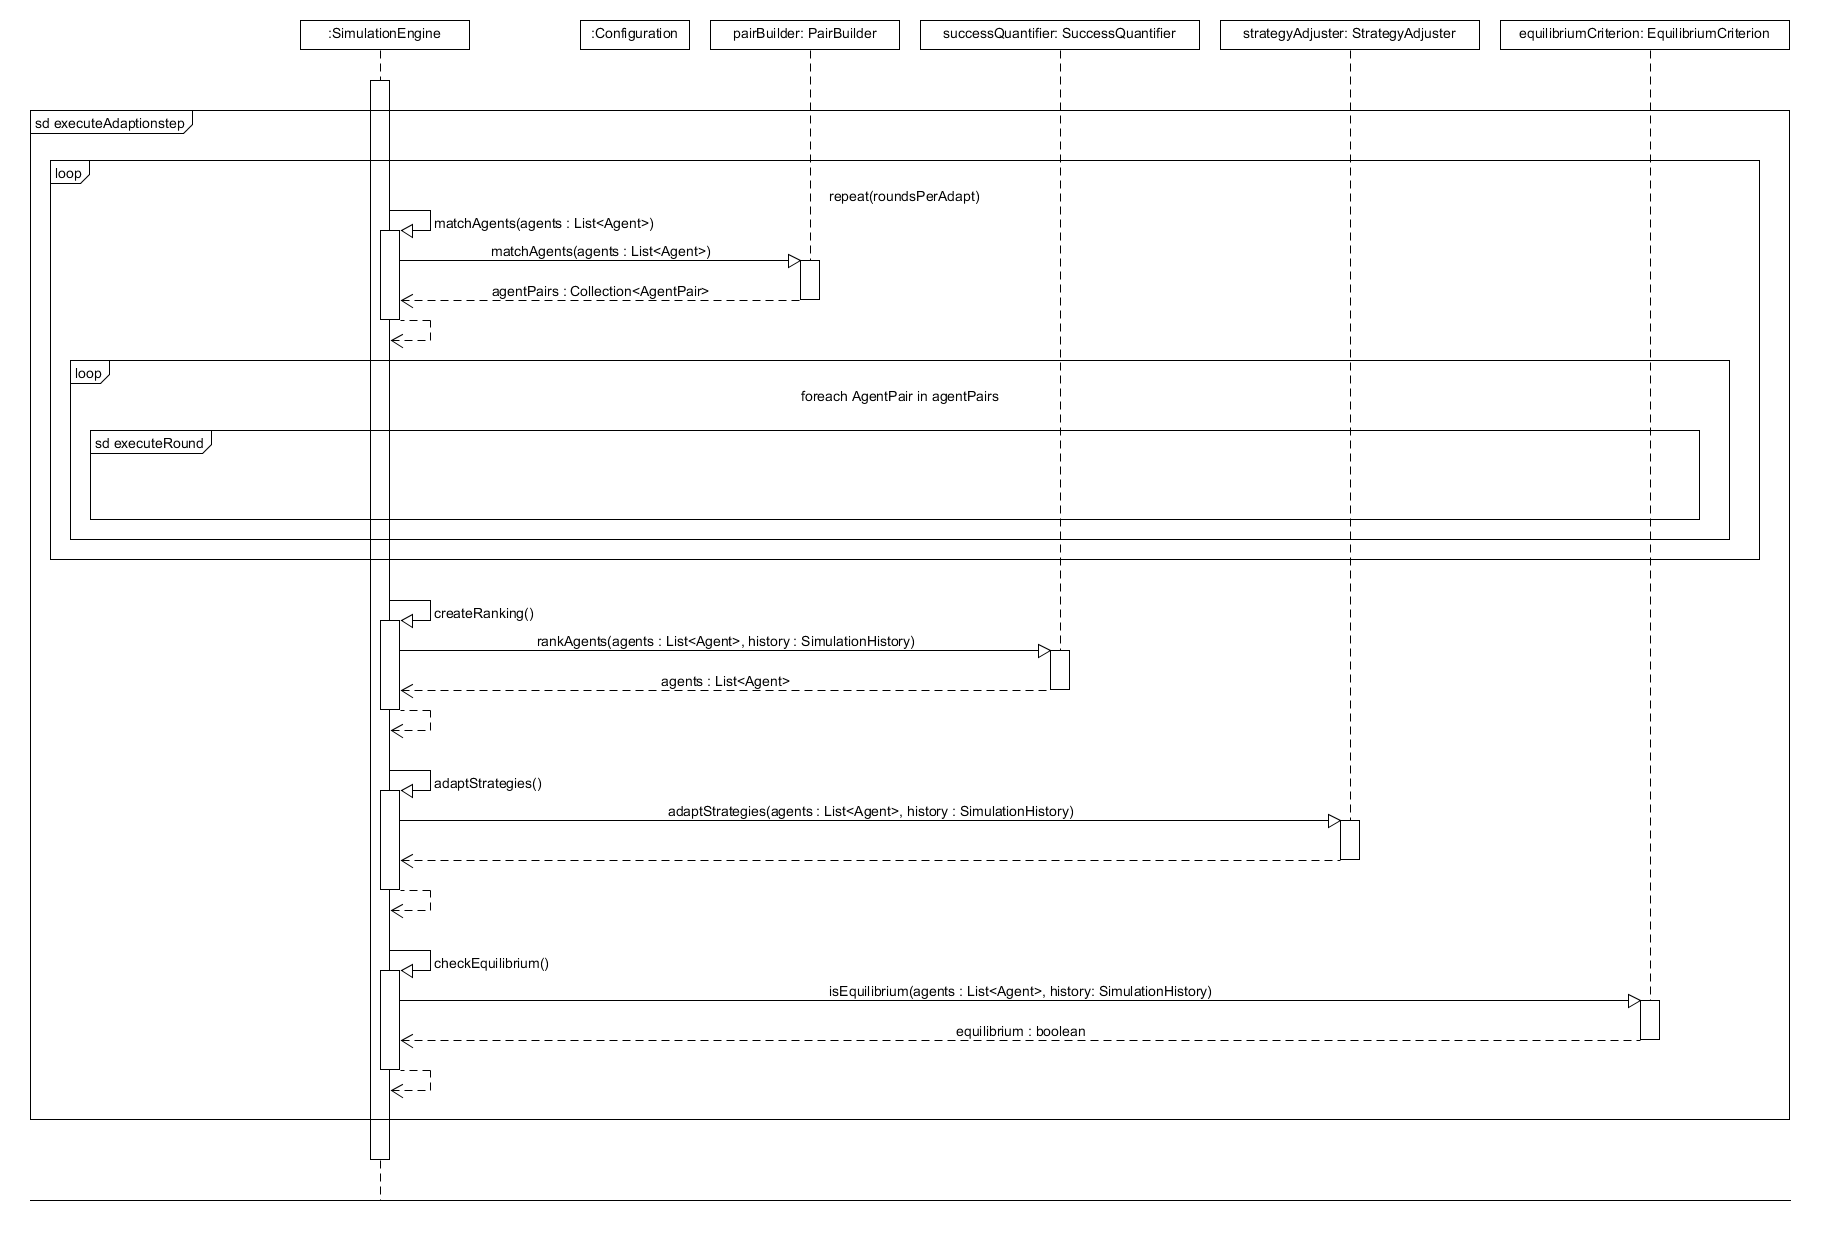 :SimulationEngine
:Configuration
pairBuilder: PairBuilder
successQuantifier: SuccessQuantifier
strategyAdjuster: StrategyAdjuster
equilibriumCriterion: EquilibriumCriterion
sd executeAdaptionstep
loop
repeat(roundsPerAdapt)
matchAgents(agents : List<Agent>)
matchAgents(agents : List<Agent>)
agentPairs : Collection<AgentPair>
loop
foreach AgentPair in agentPairs
sd executeRound
createRanking()
rankAgents(agents : List<Agent>, history : SimulationHistory)
agents : List<Agent>
adaptStrategies()
adaptStrategies(agents : List<Agent>, history : SimulationHistory)
checkEquilibrium()
isEquilibrium(agents : List<Agent>, history: SimulationHistory)
equilibrium : boolean